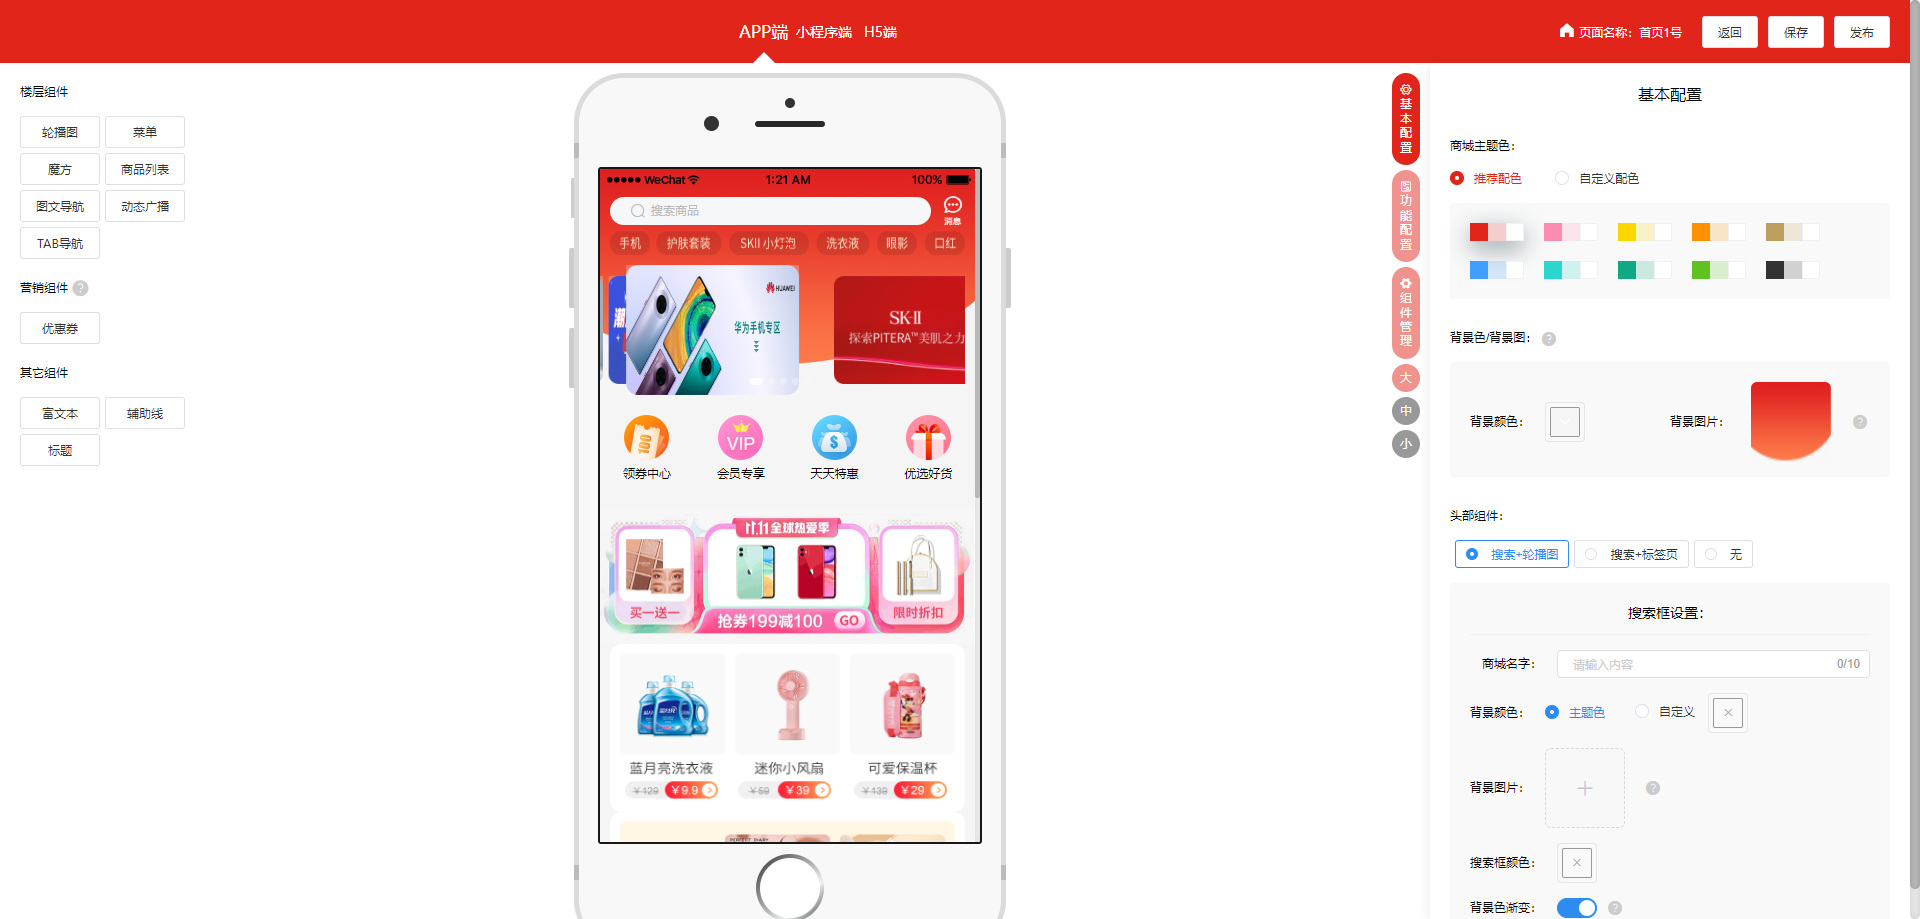 APP端 小程序端 H5端
页面名称: 首页1号 返回 保存 发布
楼层组件
轮播图 菜单
魔方 商品列表
图文导航 动态广播
TAB导航
营销组件 ?
优惠券
其它组件
富文本 辅助线
标题
WeChat 1:21 AM 100%
搜索商品 消息
手机 护肤套装 SKII 小灯泡 洗衣液 眼影 口红
HUAWEI
华为手机专区
SK-II
探索PITERA™美肌之力
100 VIP $
领券中心 会员专享 天天特惠 优选好货
11.11全球热爱季
买一送一 抢券199减100 GO 限时折扣
蓝月亮洗衣液 迷你小风扇 可爱保温杯
¥129 ¥9.9 ¥59 ¥39 ¥139 ¥29
PERFECT DIARY
基本配置
功能配置
组件管理
大
中
小
基本配置
商城主题色:
推荐配色 自定义配色
背景色/背景图: ?
背景颜色: 背景图片: ?
头部组件:
搜索+轮播图 搜索+标签页 无
搜索框设置:
商城名字: 请输入内容 0/10
背景颜色: 主题色 自定义
背景图片: ?
搜索框颜色:
背景色渐变: ?